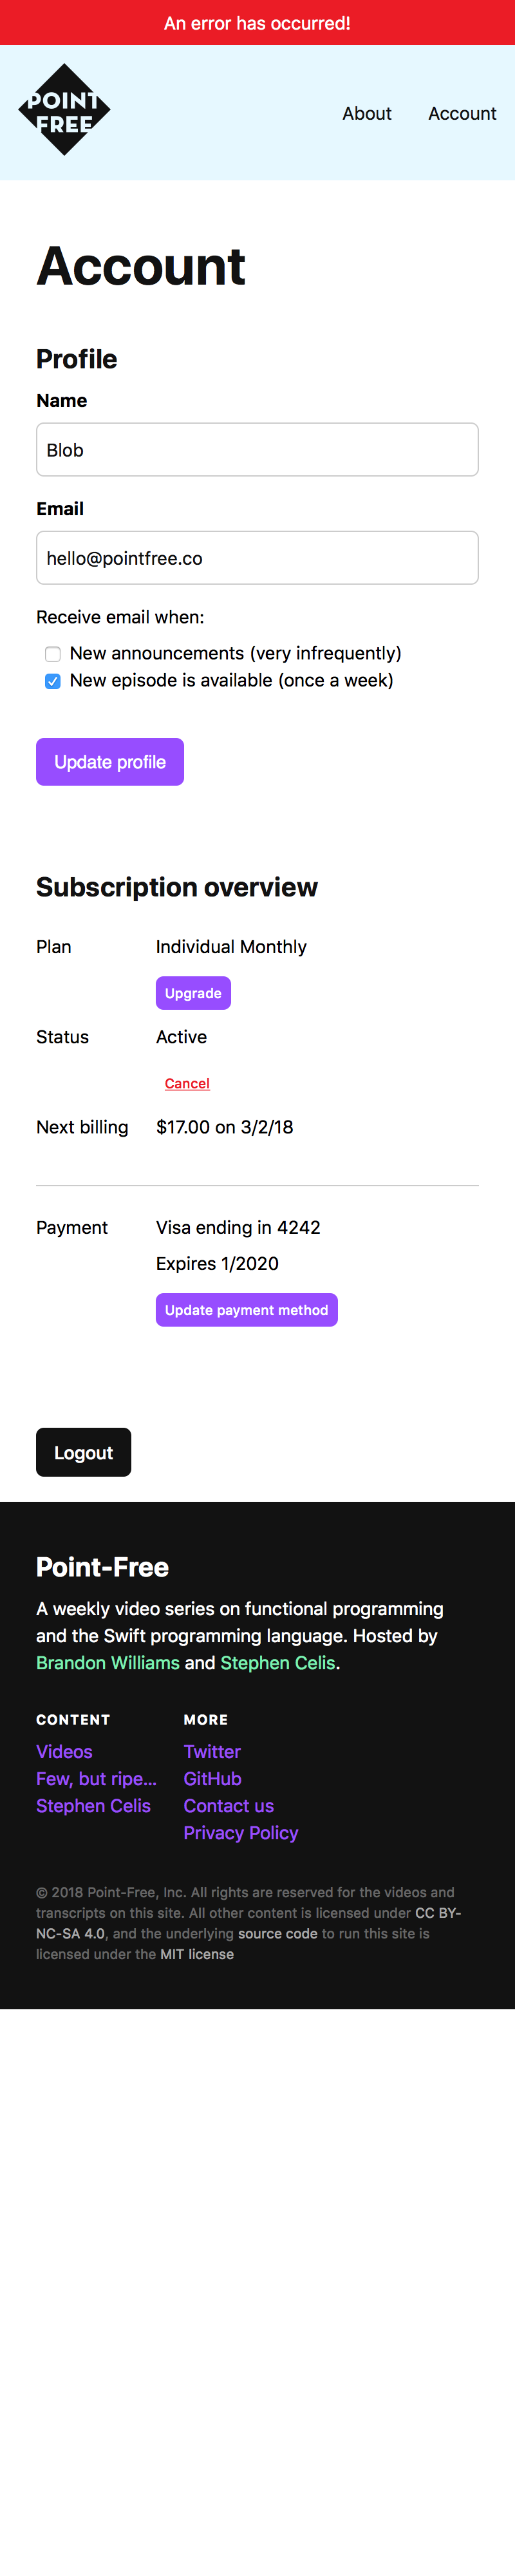 An error has occurred!
POINT
FREE
About Account
Account
Profile
Name
Blob
Email
hello@pointfree.co
Receive email when:
New announcements (very infrequently)
New episode is available (once a week)
Update profile
Subscription overview
Plan Individual Monthly
Upgrade
Status Active
Cancel
Next billing $17.00 on 3/2/18
Payment Visa ending in 4242
Expires 1/2020
Update payment method
Logout
Point-Free
A weekly video series on functional programming
and the Swift programming language. Hosted by
Brandon Williams and Stephen Celis.
CONTENT MORE
Videos Twitter
Few, but ripe... GitHub
Stephen Celis Contact us
Privacy Policy
© 2018 Point-Free, Inc. All rights are reserved for the videos and
transcripts on this site. All other content is licensed under CC BY-
NC-SA 4.0, and the underlying source code to run this site is
licensed under the MIT license